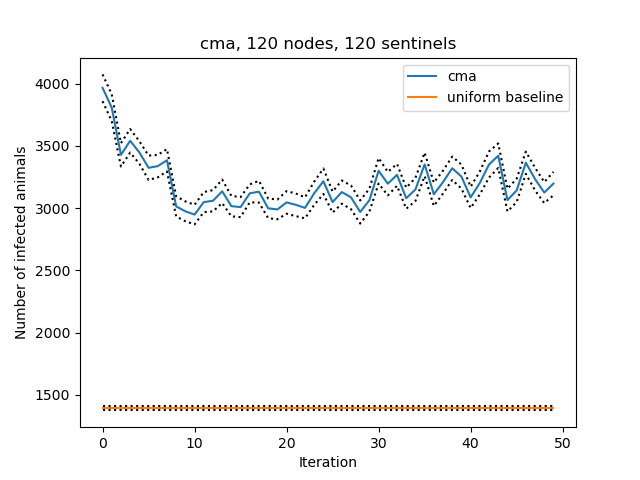 cma, 120 nodes, 120 sentinels
cma
uniform baseline
Number of infected animals
4000
3500
3000
2500
2000
1500
0 10 20 30 40 50
Iteration